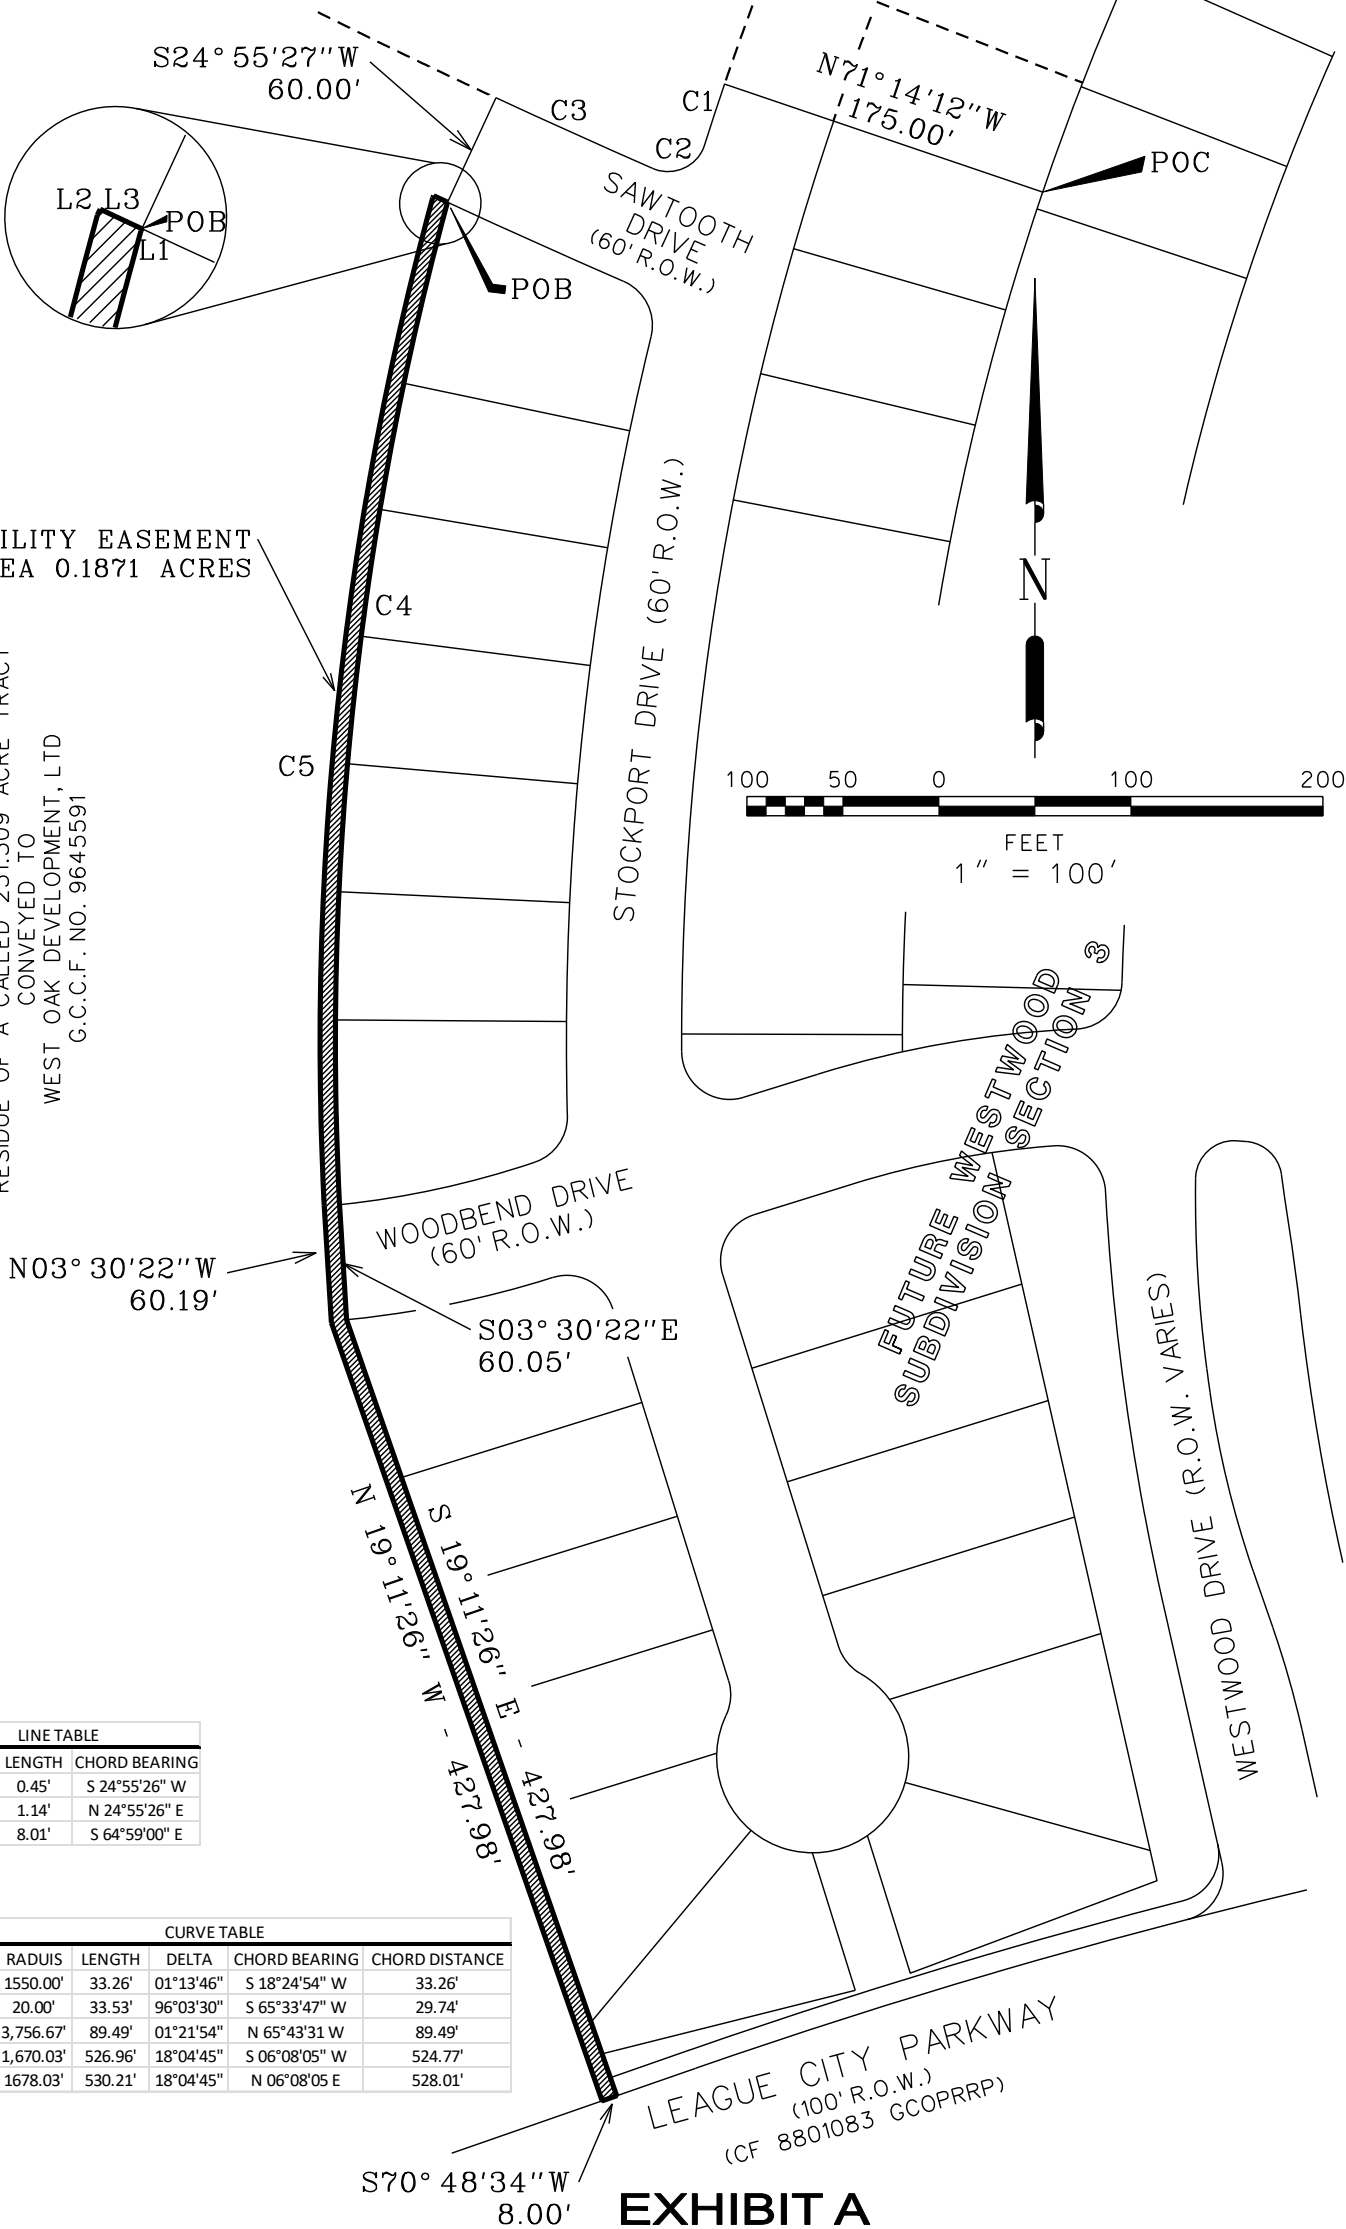 S24°55'27"W
60.00'
C3
C1
C2
N71°14'12"W
175.00'
POC
L2 L3
POB
L1
SAWTOOTH
DRIVE
(60' R.O.W.)
POB
ILITY EASEMENT
EA 0.1871 ACRES
C4
C5
STOCKPORT DRIVE (60' R.O.W.)
N
100 50 0 100 200
FEET
1" = 100'
CONVEYED TO
WEST OAK DEVELOPMENT, LTD
G.C.C.F. NO. 9645591
FUTURE WESTWOOD
SUBDIVISION SECTION 3
WOODBEND DRIVE
(60' R.O.W.)
N03°30'22"W
60.19'
S03°30'22"E
60.05'
WESTWOOD DRIVE (R.O.W. VARIES)
N 19°11'26" W - 427.98'
S 19°11'26" E - 427.98'
LINE TABLE
LENGTH CHORD BEARING
0.45' S 24°55'26" W
1.14' N 24°55'26" E
8.01' S 64°59'00" E
CURVE TABLE
RADUIS LENGTH DELTA CHORD BEARING CHORD DISTANCE
1550.00' 33.26' 01°13'46" S 18°24'54" W 33.26'
20.00' 33.53' 96°03'30" S 65°33'47" W 29.74'
3,756.67' 89.49' 01°21'54" N 65°43'31 W 89.49'
1,670.03' 526.96' 18°04'45" S 06°08'05" W 524.77'
1678.03' 530.21' 18°04'45" N 06°08'05 E 528.01'
LEAGUE CITY PARKWAY
(100' R.O.W.)
(CF 8801083 GCOPRRP)
S70°48'34"W
8.00'
EXHIBIT A